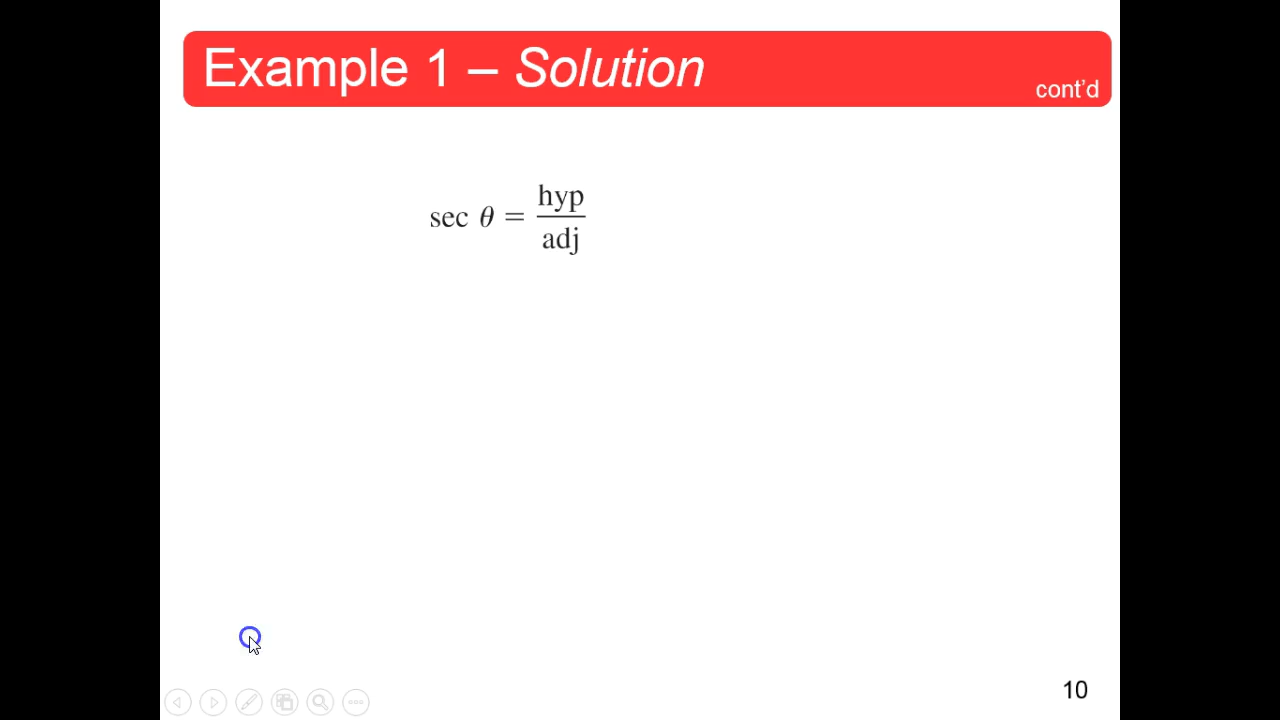 Example 1 – Solution
cont'd
sec θ = hyp/adj
10